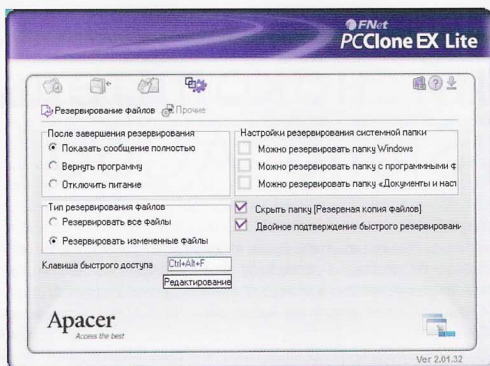 FNet
PCClone EX Lite
Резервирование файлов Прочие
После завершения резервирования
Показать сообщение полностью
Вернуть программу
Отключить питание
Настройки резервирования системной папки
Можно резервировать папку Windows
Можно резервировать папку с программными ф
Можно резервировать папку «Документы и наст
Тип резервирования файлов
Резервировать все файлы
Резервировать измененные файлы
Скрыть папку [Резервная копия файлов]
Двойное подтверждение быстрого резервировани
Клавиша быстрого доступа Ctrl+Alt+F
Редактирование
Apacer
Access the best
Ver 2.01.32